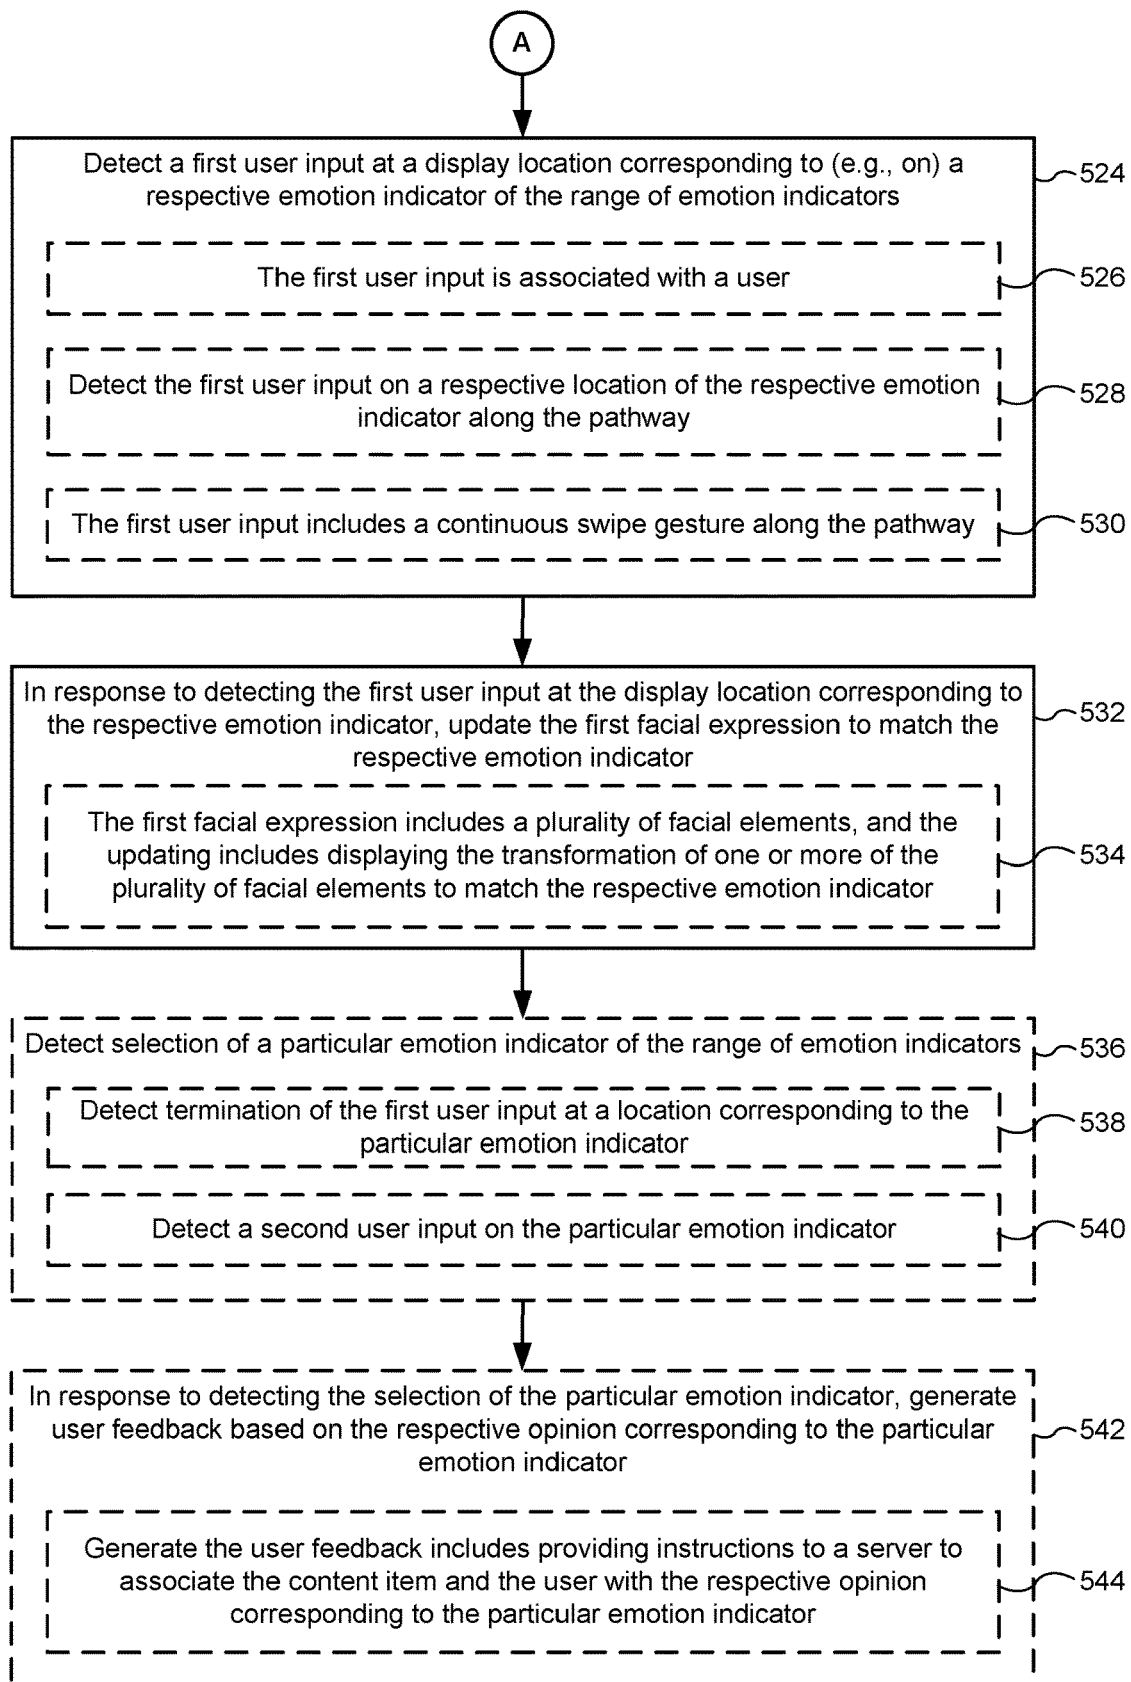 A
Detect a first user input at a display location corresponding to (e.g., on) a
respective emotion indicator of the range of emotion indicators
524
The first user input is associated with a user
526
Detect the first user input on a respective location of the respective emotion
indicator along the pathway
528
The first user input includes a continuous swipe gesture along the pathway
530
In response to detecting the first user input at the display location corresponding to
the respective emotion indicator, update the first facial expression to match the
respective emotion indicator
532
The first facial expression includes a plurality of facial elements, and the
updating includes displaying the transformation of one or more of the
plurality of facial elements to match the respective emotion indicator
534
Detect selection of a particular emotion indicator of the range of emotion indicators
536
Detect termination of the first user input at a location corresponding to the
particular emotion indicator
538
Detect a second user input on the particular emotion indicator
540
In response to detecting the selection of the particular emotion indicator, generate
user feedback based on the respective opinion corresponding to the particular
emotion indicator
542
Generate the user feedback includes providing instructions to a server to
associate the content item and the user with the respective opinion
corresponding to the particular emotion indicator
544